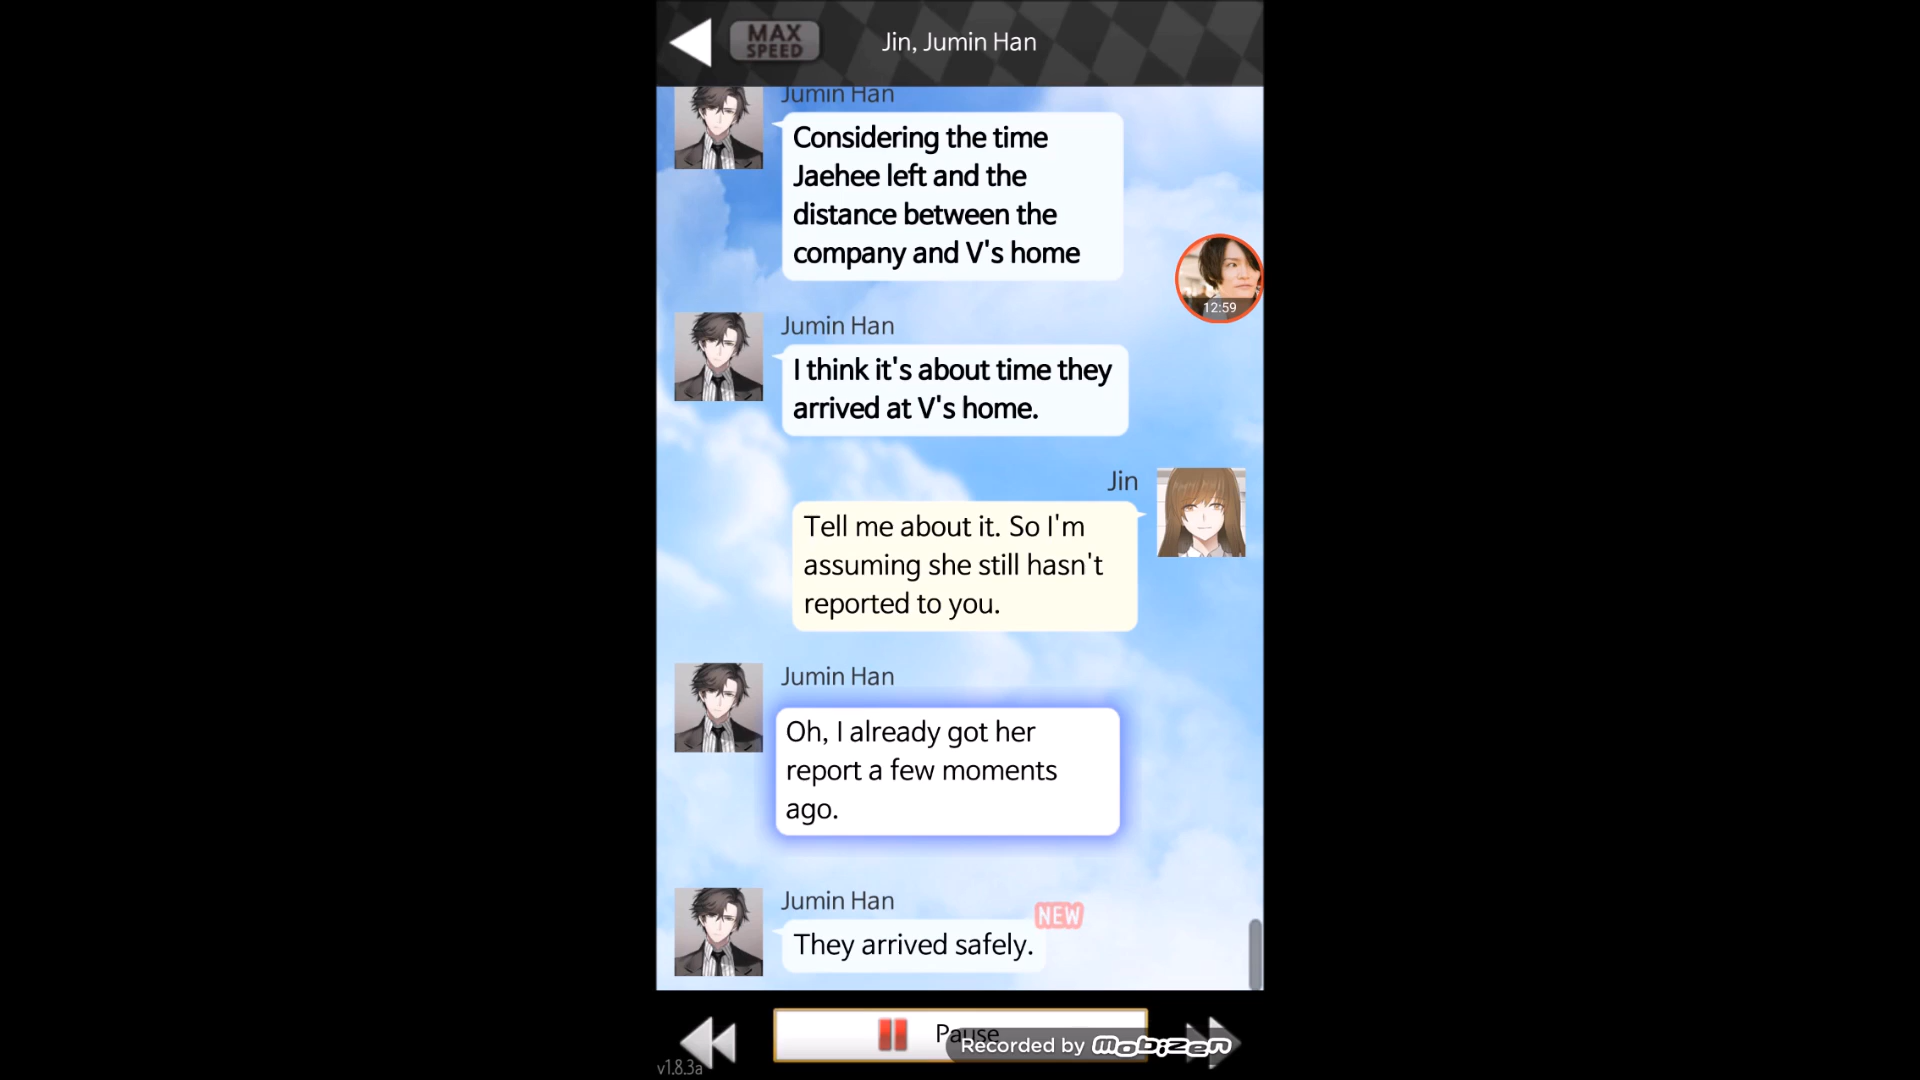 MAX
SPEED
Jin, Jumin Han
Jumin Han
Considering the time
Jaehee left and the
distance between the
company and V's home
12:59
Jumin Han
I think it's about time they
arrived at V's home.
Jin
Tell me about it. So I'm
assuming she still hasn't
reported to you.
Jumin Han
Oh, I already got her
report a few moments
ago.
Jumin Han
NEW
They arrived safely.
Pause
Recorded by Mobizen
v1.8.3a